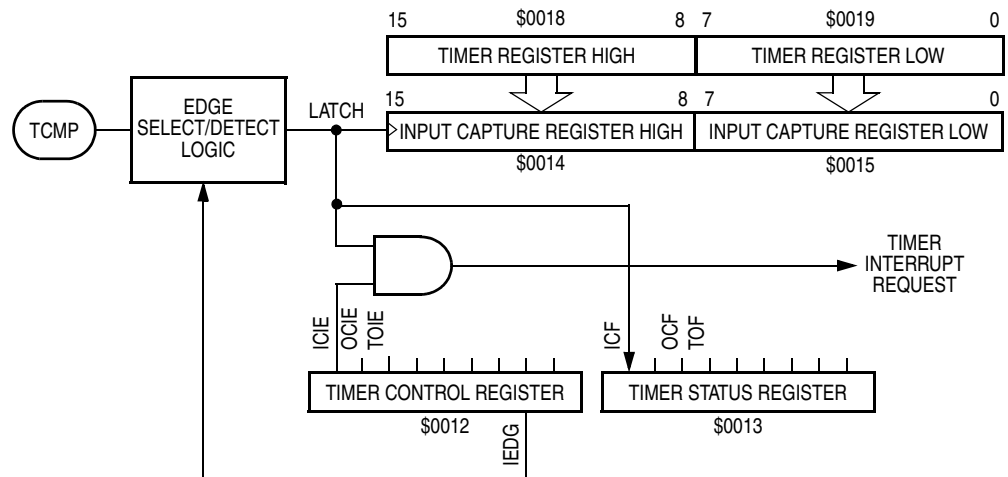 15 $0018 8 7 $0019 0
TIMER REGISTER HIGH TIMER REGISTER LOW
15 8 7 0
TCMP
EDGE
SELECT/DETECT
LOGIC
LATCH
INPUT CAPTURE REGISTER HIGH INPUT CAPTURE REGISTER LOW
$0014 $0015
TIMER
INTERRUPT
REQUEST
ICIE
OCIE
TOIE
ICF
OCF
TOF
TIMER CONTROL REGISTER TIMER STATUS REGISTER
$0012 $0013
IEDG